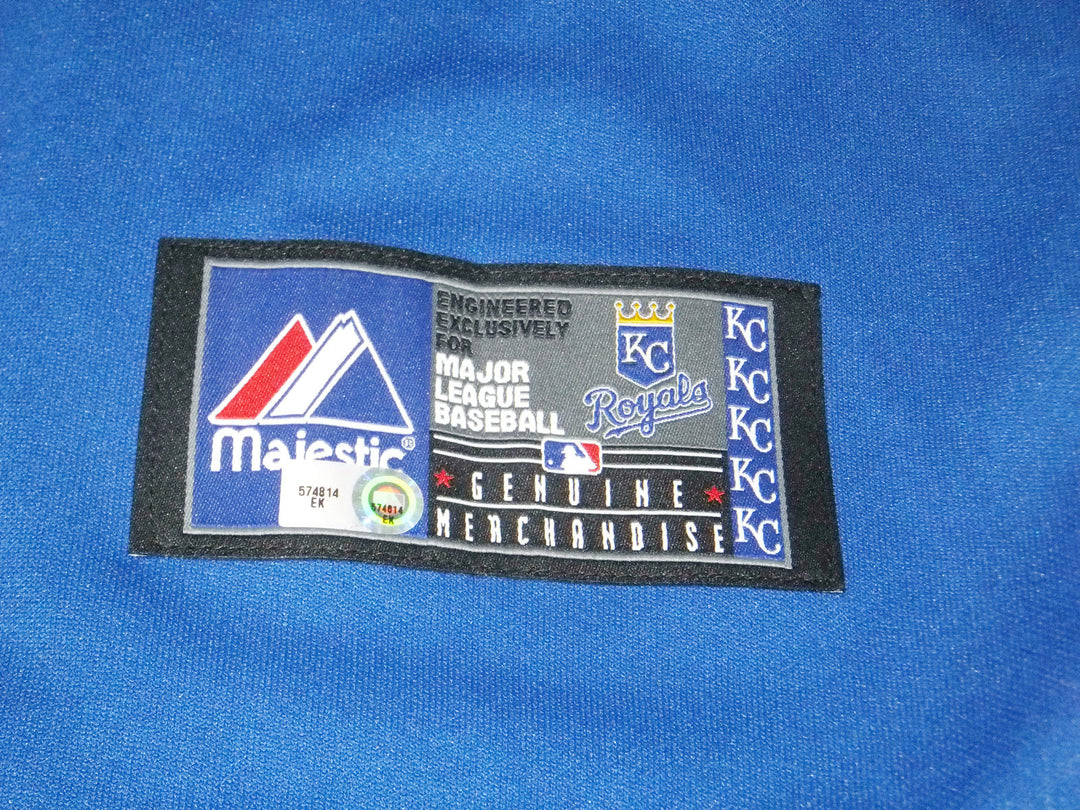 Majestic®
574814
EK
574814
EK
ENGINEERED
EXCLUSIVELY
FOR
MAJOR
LEAGUE
BASEBALL
KC
Royals
GENUINE
MERCHANDISE
KC
KC
KC
KC
KC